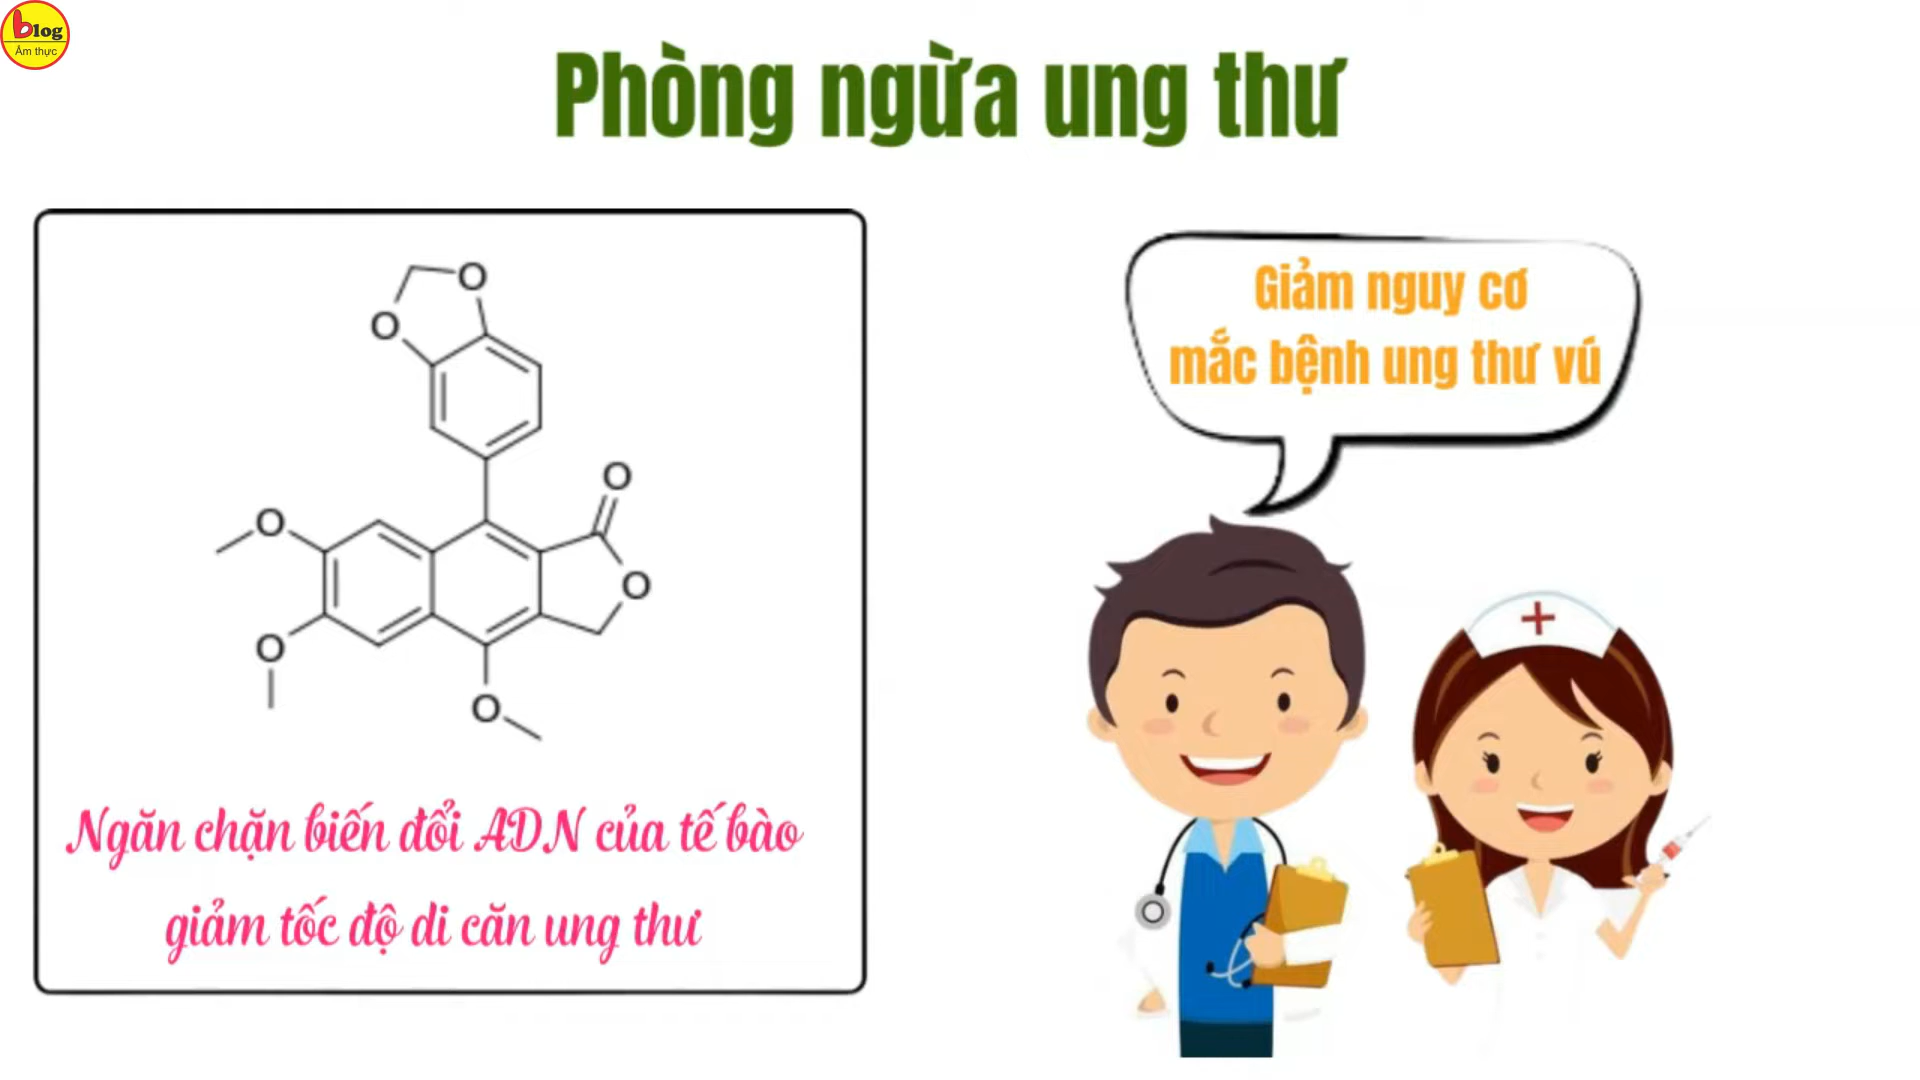 blog
Ẩm thực
Phòng ngừa ung thư
O
O
O
O
O
O
O
Ngăn chặn biến đổi ADN của tế bào
giảm tốc độ di căn ung thư
Giảm nguy cơ
mắc bệnh ung thư vú